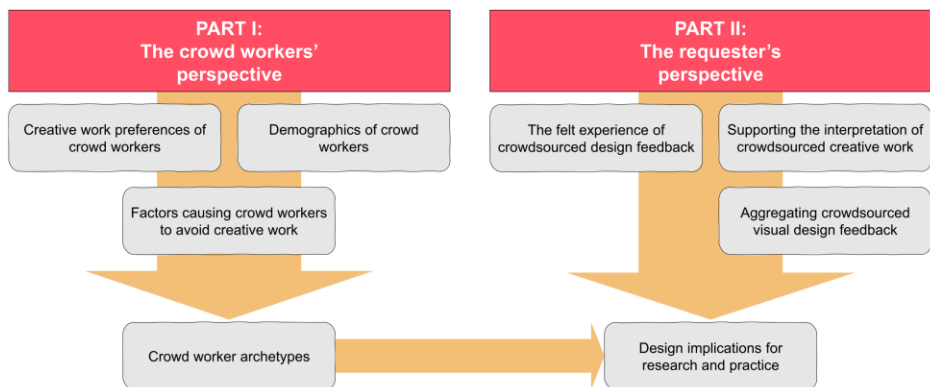 PART I:
The crowd workers’
perspective
PART II:
The requester’s
perspective
Creative work preferences of
crowd workers
Demographics of crowd
workers
Factors causing crowd workers
to avoid creative work
The felt experience of
crowdsourced design feedback
Supporting the interpretation of
crowdsourced creative work
Aggregating crowdsourced
visual design feedback
Crowd worker archetypes
Design implications for
research and practice